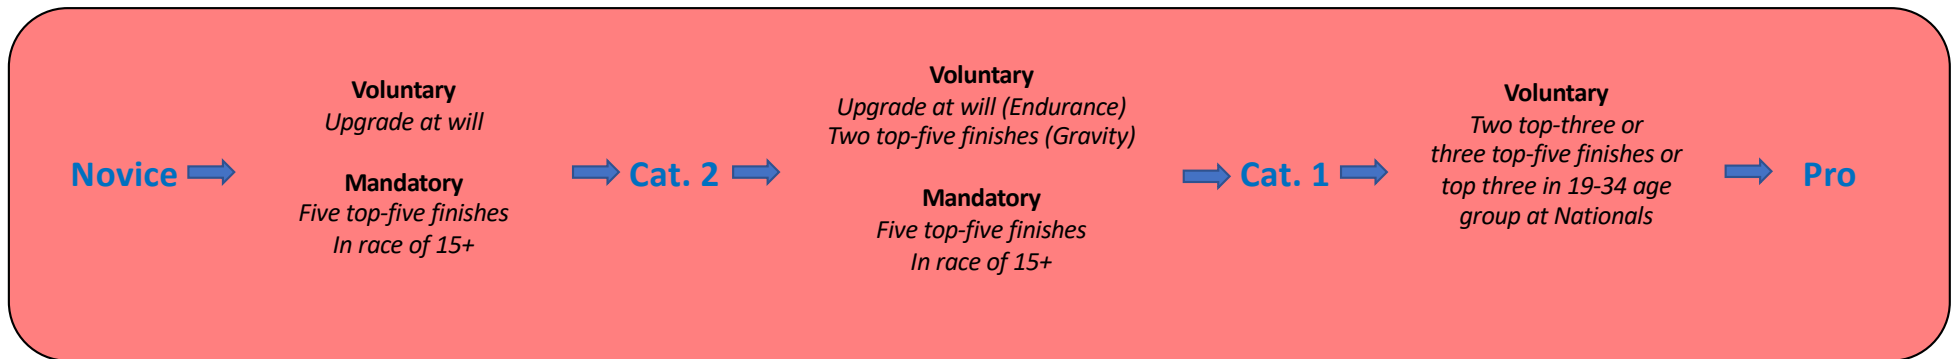 Novice
Voluntary
Upgrade at will
Mandatory
Five top-five finishes
In race of 15+
Cat. 2
Voluntary
Upgrade at will (Endurance)
Two top-five finishes (Gravity)
Mandatory
Five top-five finishes
In race of 15+
Cat. 1
Voluntary
Two top-three or
three top-five finishes or
top three in 19-34 age
group at Nationals
Pro